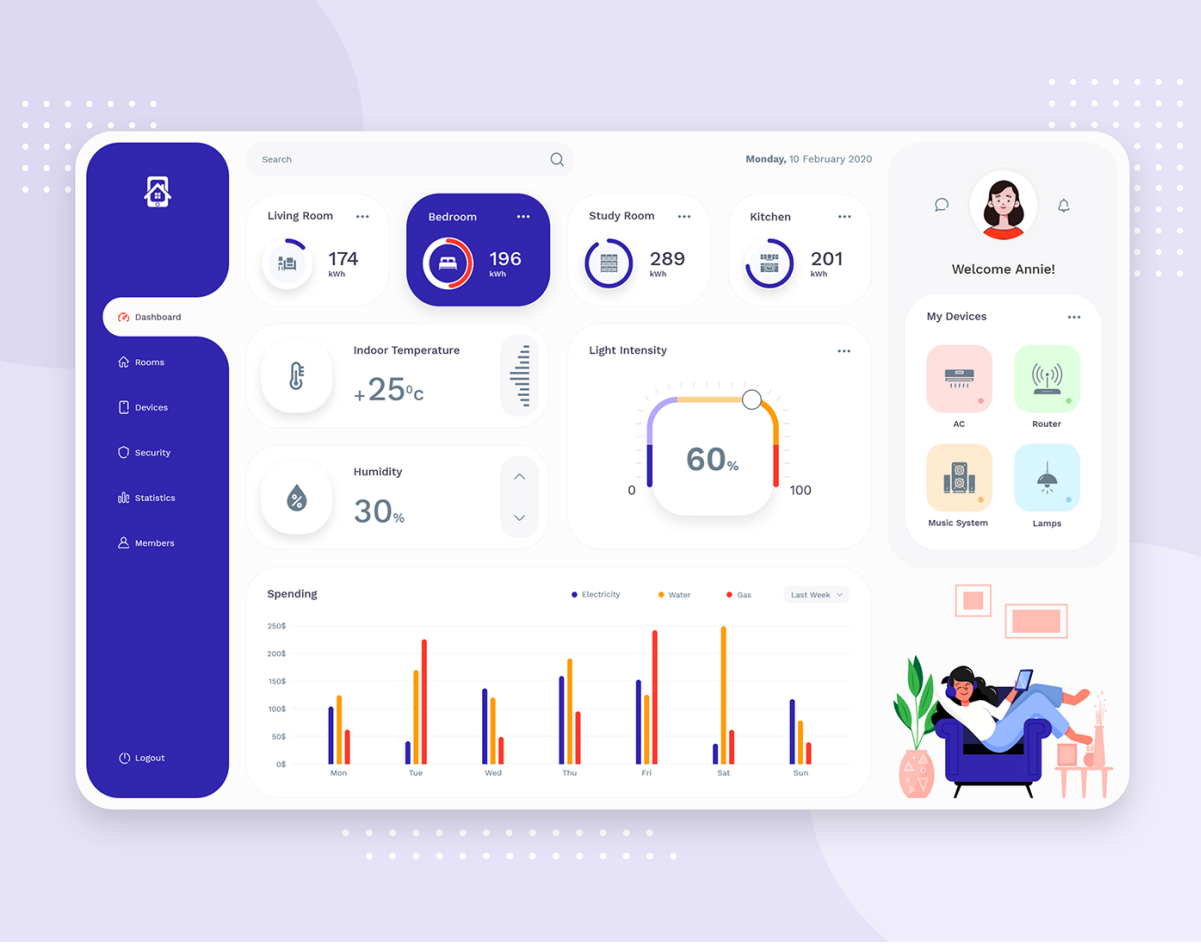 Search
Monday, 10 February 2020
Living Room
174
kWh
Bedroom
196
kWh
Study Room
289
kWh
Kitchen
201
kWh
Dashboard
Rooms
Devices
Security
Statistics
Members
Logout
Indoor Temperature
+25°C
Humidity
30%
Light Intensity
60%
0
100
Spending
Electricity
Water
Gas
Last Week
250$
200$
150$
100$
50$
0$
Mon
Tue
Wed
Thu
Fri
Sat
Sun
Welcome Annie!
My Devices
AC
Router
Music System
Lamps